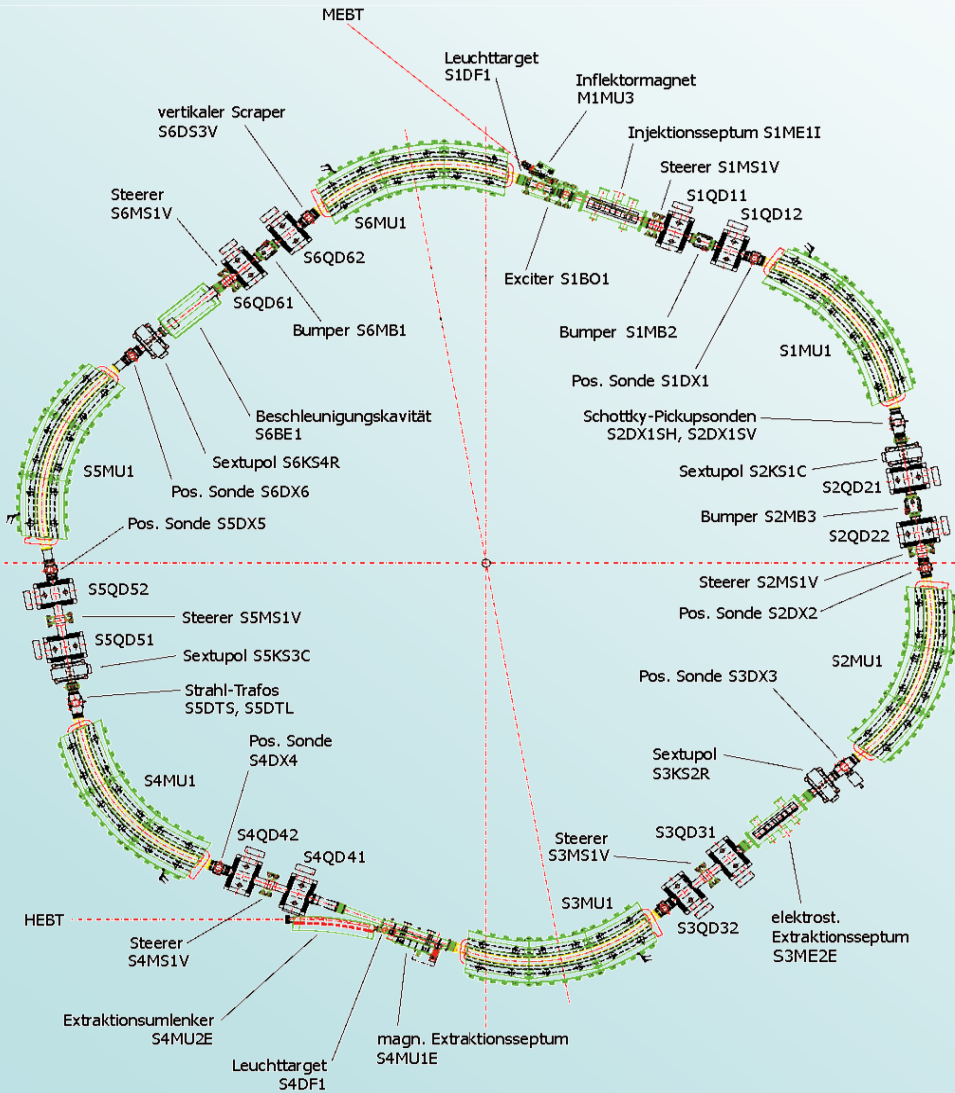 MEBT
Leuchttarget
S1DF1
Inflektormagnet
M1MU3
vertikaler Scraper
S6DS3V
Injektionsseptum S1ME1I
Steerer S1MS1V
Steerer
S6MS1V
S1QD11
S1QD12
S6MU1
S6QD62
S6QD61
Exciter S1BO1
Bumper S6MB1
Bumper S1MB2
S1MU1
Pos. Sonde S1DX1
Beschleunigungskavität
S6BE1
Schottky-Pickupsonden
S2DX1SH, S2DX1SV
Sextupol S6KS4R
S5MU1
Sextupol S2KS1C
Pos. Sonde S6DX6
S2QD21
Bumper S2MB3
Pos. Sonde S5DX5
S2QD22
S5QD52
Steerer S2MS1V
Steerer S5MS1V
Pos. Sonde S2DX2
S5QD51
Sextupol S5KS3C
S2MU1
Pos. Sonde S3DX3
Strahl-Trafos
S5DTS, S5DTL
Pos. Sonde
S4DX4
Sextupol
S3KS2R
S4MU1
S4QD42
S4QD41
Steerer
S3MS1V
S3QD31
S3MU1
HEBT
S3QD32
elektrost.
Extraktionsseptum
S3ME2E
Steerer
S4MS1V
Extraktionsumlenker
S4MU2E
magn. Extraktionsseptum
S4MU1E
Leuchttarget
S4DF1